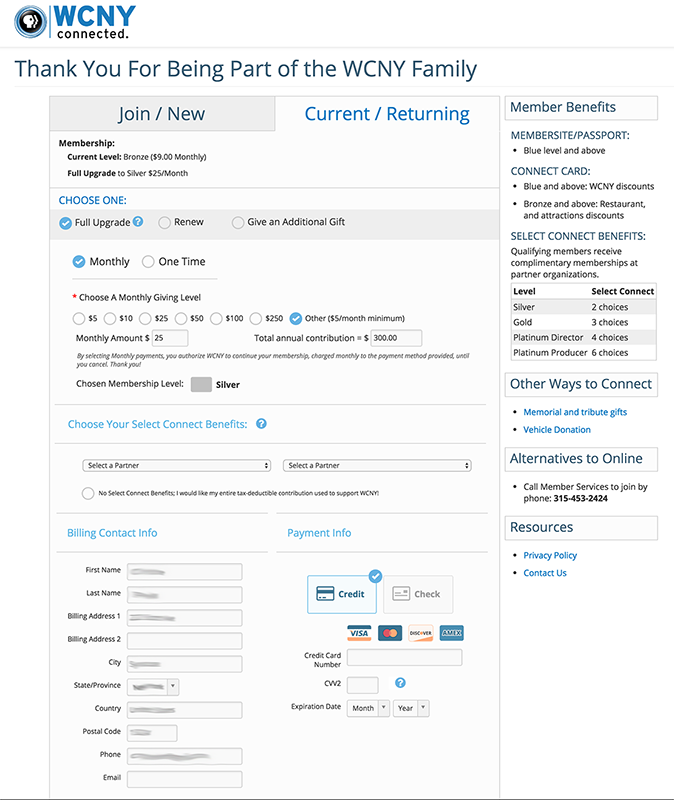 WCNY
connected.
Thank You For Being Part of the WCNY Family
Join / New
Current / Returning
Membership:
Current Level: Bronze ($9.00 Monthly)
Full Upgrade to Silver $25/Month
CHOOSE ONE:
Full Upgrade ? Renew Give an Additional Gift
Monthly One Time
* Choose A Monthly Giving Level
$5 $10 $25 $50 $100 $250 Other ($5/month minimum)
Monthly Amount $ 25 Total annual contribution = $ 300.00
By selecting Monthly payments, you authorize WCNY to continue your membership, charged monthly to the payment method provided, until
you cancel. Thank you!
Chosen Membership Level: Silver
Choose Your Select Connect Benefits: ?
Select a Partner Select a Partner
No Select Connect Benefits; I would like my entire tax-deductible contribution used to support WCNY!
Billing Contact Info
First Name
Last Name
Billing Address 1
Billing Address 2
City
State/Province
Country
Postal Code
Phone
Email
Payment Info
Credit Check
VISA DISCOVER AMEX
Credit Card
Number
CVV2 ?
Expiration Date Month Year
Member Benefits
MEMBERSITE/PASSPORT:
• Blue level and above
CONNECT CARD:
• Blue and above: WCNY discounts
• Bronze and above: Restaurant,
and attractions discounts
SELECT CONNECT BENEFITS:
Qualifying members receive
complimentary memberships at
partner organizations.
Level Select Connect
Silver 2 choices
Gold 3 choices
Platinum Director 4 choices
Platinum Producer 6 choices
Other Ways to Connect
• Memorial and tribute gifts
• Vehicle Donation
Alternatives to Online
• Call Member Services to join by
phone: 315-453-2424
Resources
• Privacy Policy
• Contact Us